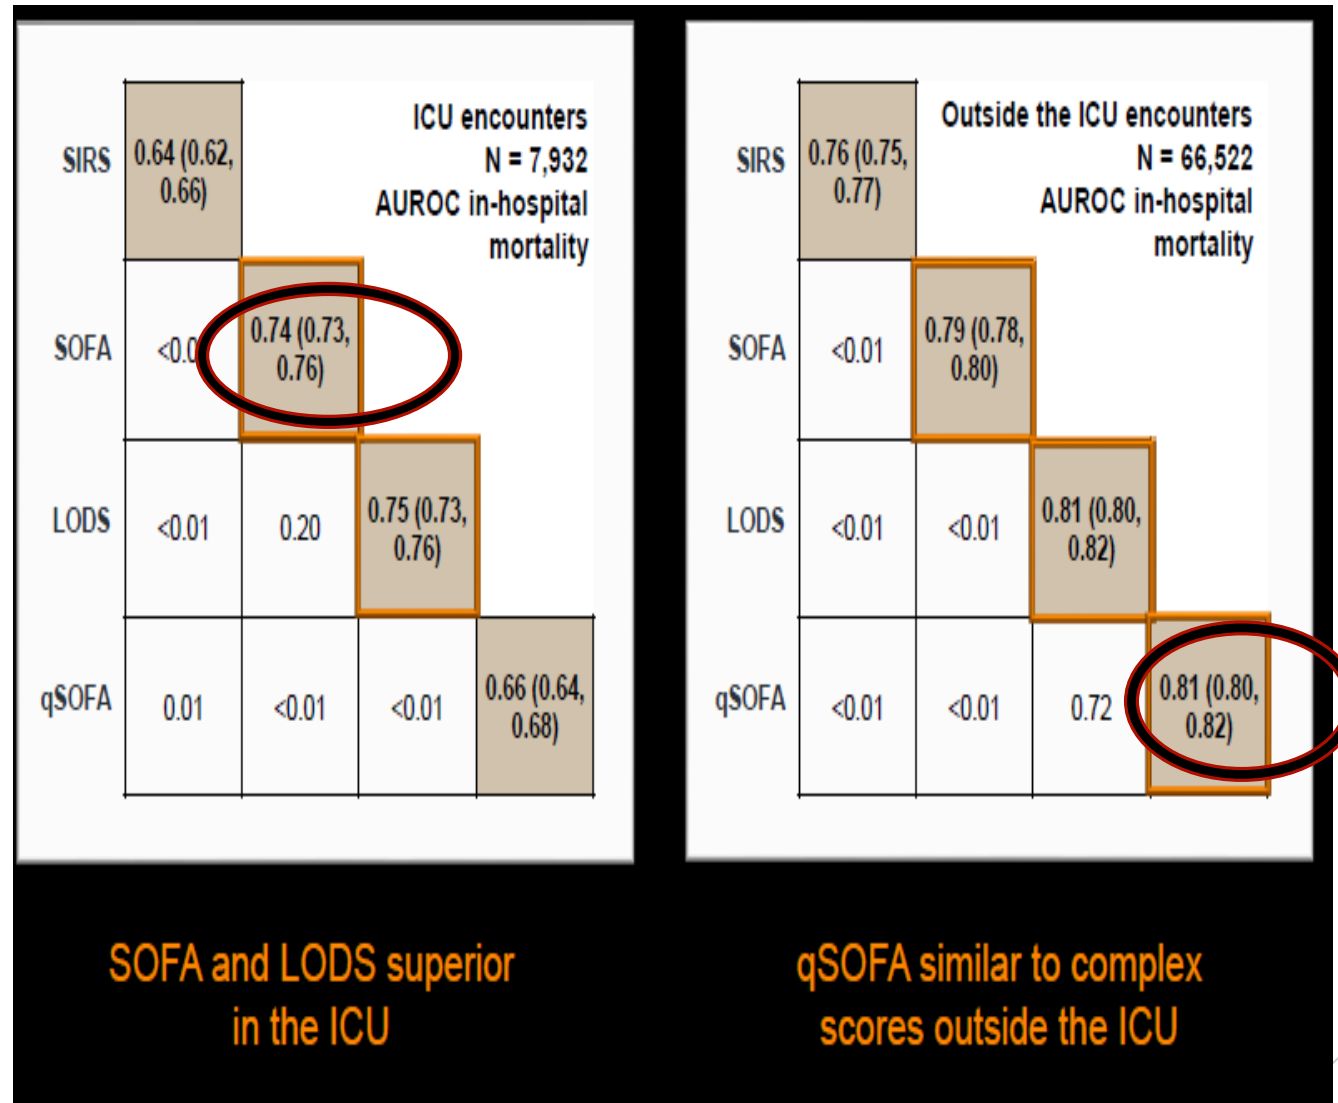 ICU encounters
N = 7,932
AUROC in-hospital
mortality
SIRS 0.64 (0.62,
0.66)
SOFA <0.0 0.74 (0.73,
0.76)
LODS <0.01 0.20 0.75 (0.73,
0.76)
qSOFA 0.01 <0.01 <0.01 0.66 (0.64,
0.68)
SOFA and LODS superior
in the ICU
Outside the ICU encounters
N = 66,522
AUROC in-hospital
mortality
SIRS 0.76 (0.75,
0.77)
SOFA <0.01 0.79 (0.78,
0.80)
LODS <0.01 <0.01 0.81 (0.80,
0.82)
qSOFA <0.01 <0.01 0.72 0.81 (0.80,
0.82)
qSOFA similar to complex
scores outside the ICU